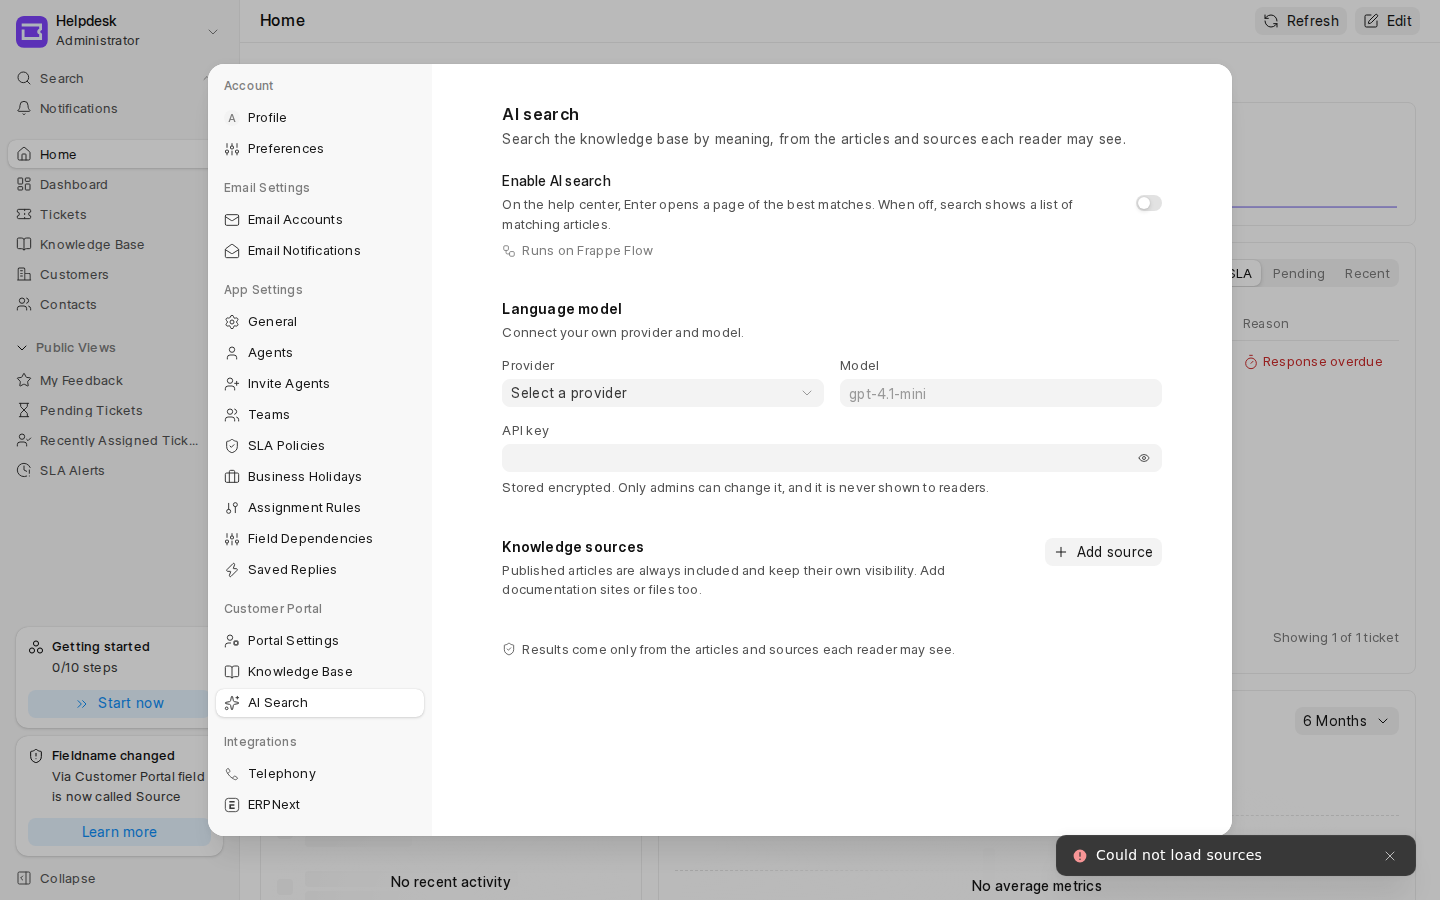 Helpdesk
Administrator
Search
Notifications
Home
Dashboard
Tickets
Knowledge Base
Customers
Contacts
Public Views
My Feedback
Pending Tickets
Recently Assigned Tick...
SLA Alerts
Getting started
0/10 steps
Start now
Fieldname changed
Via Customer Portal field
is now called Source
Learn more
Collapse
Home
Refresh
Edit
Account
A
Profile
Preferences
Email Settings
Email Accounts
Email Notifications
App Settings
General
Agents
Invite Agents
Teams
SLA Policies
Business Holidays
Assignment Rules
Field Dependencies
Saved Replies
Customer Portal
Portal Settings
Knowledge Base
AI Search
Integrations
Telephony
ERPNext
AI search
Search the knowledge base by meaning, from the articles and sources each reader may see.
Enable AI search
On the help center, Enter opens a page of the best matches. When off, search shows a list of
matching articles.
Runs on Frappe Flow
Language model
Connect your own provider and model.
Provider
Model
Select a provider
gpt-4.1-mini
API key
Stored encrypted. Only admins can change it, and it is never shown to readers.
Knowledge sources
Add source
Published articles are always included and keep their own visibility. Add
documentation sites or files too.
Results come only from the articles and sources each reader may see.
SLA
Pending
Recent
Reason
Response overdue
Showing 1 of 1 ticket
6 Months
No recent activity
No average metrics
Could not load sources